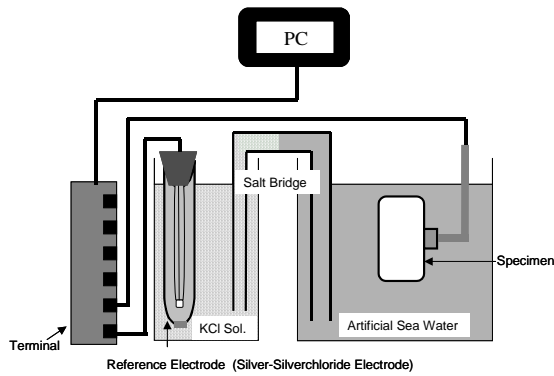 PC
Salt Bridge
Specimen
KCl Sol.
Artificial Sea Water
Terminal
Reference Electrode (Silver-Silverchloride Electrode)